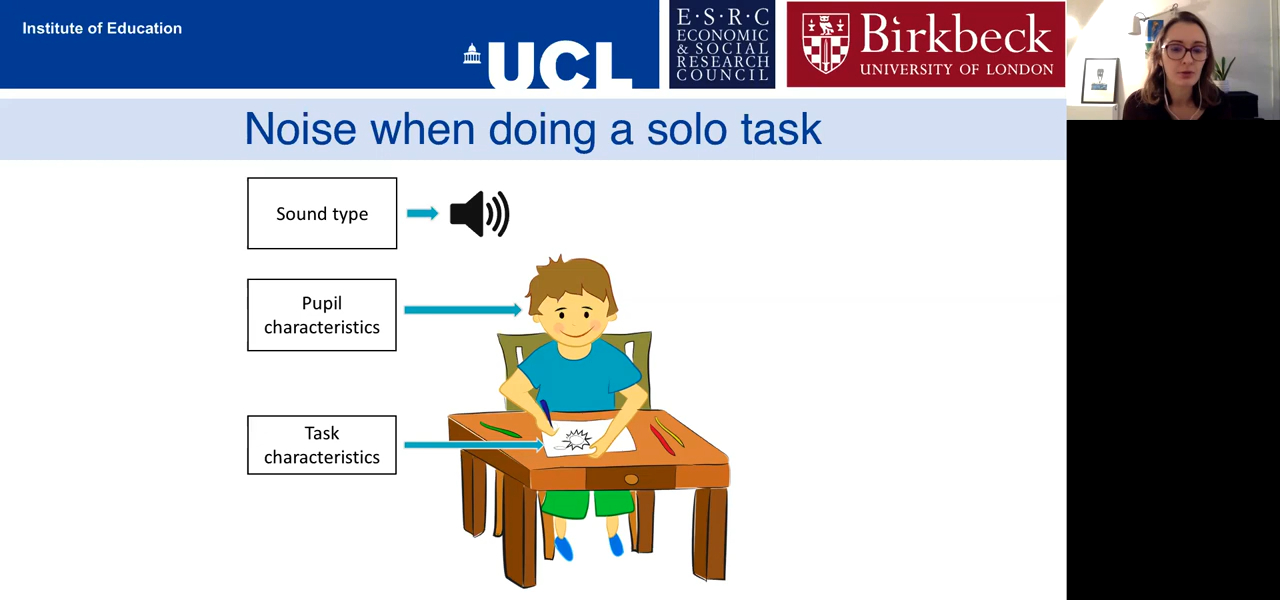 Institute of Education
UCL
E·S·R·C
ECONOMIC
& SOCIAL
RESEARCH
COUNCIL
Birkbeck
UNIVERSITY OF LONDON
Noise when doing a solo task
Sound type
Pupil
characteristics
Task
characteristics